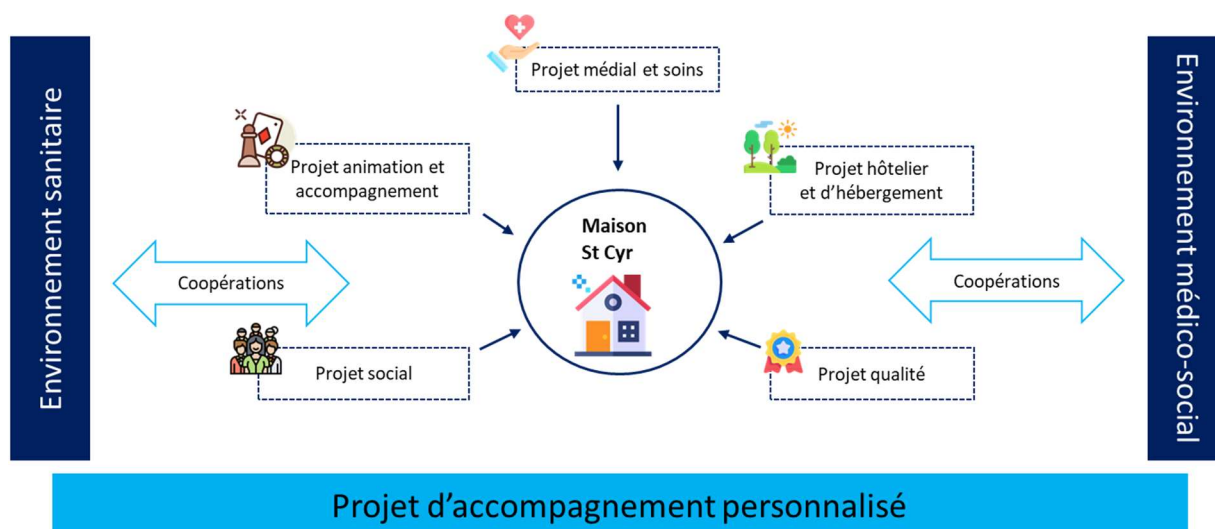 Environnement sanitaire
Projet médial et soins
Projet animation et
accompagnement
Projet hôtelier
et d’hébergement
Maison
St Cyr
Coopérations
Coopérations
Projet social
Projet qualité
Environnement médico-social
Projet d’accompagnement personnalisé